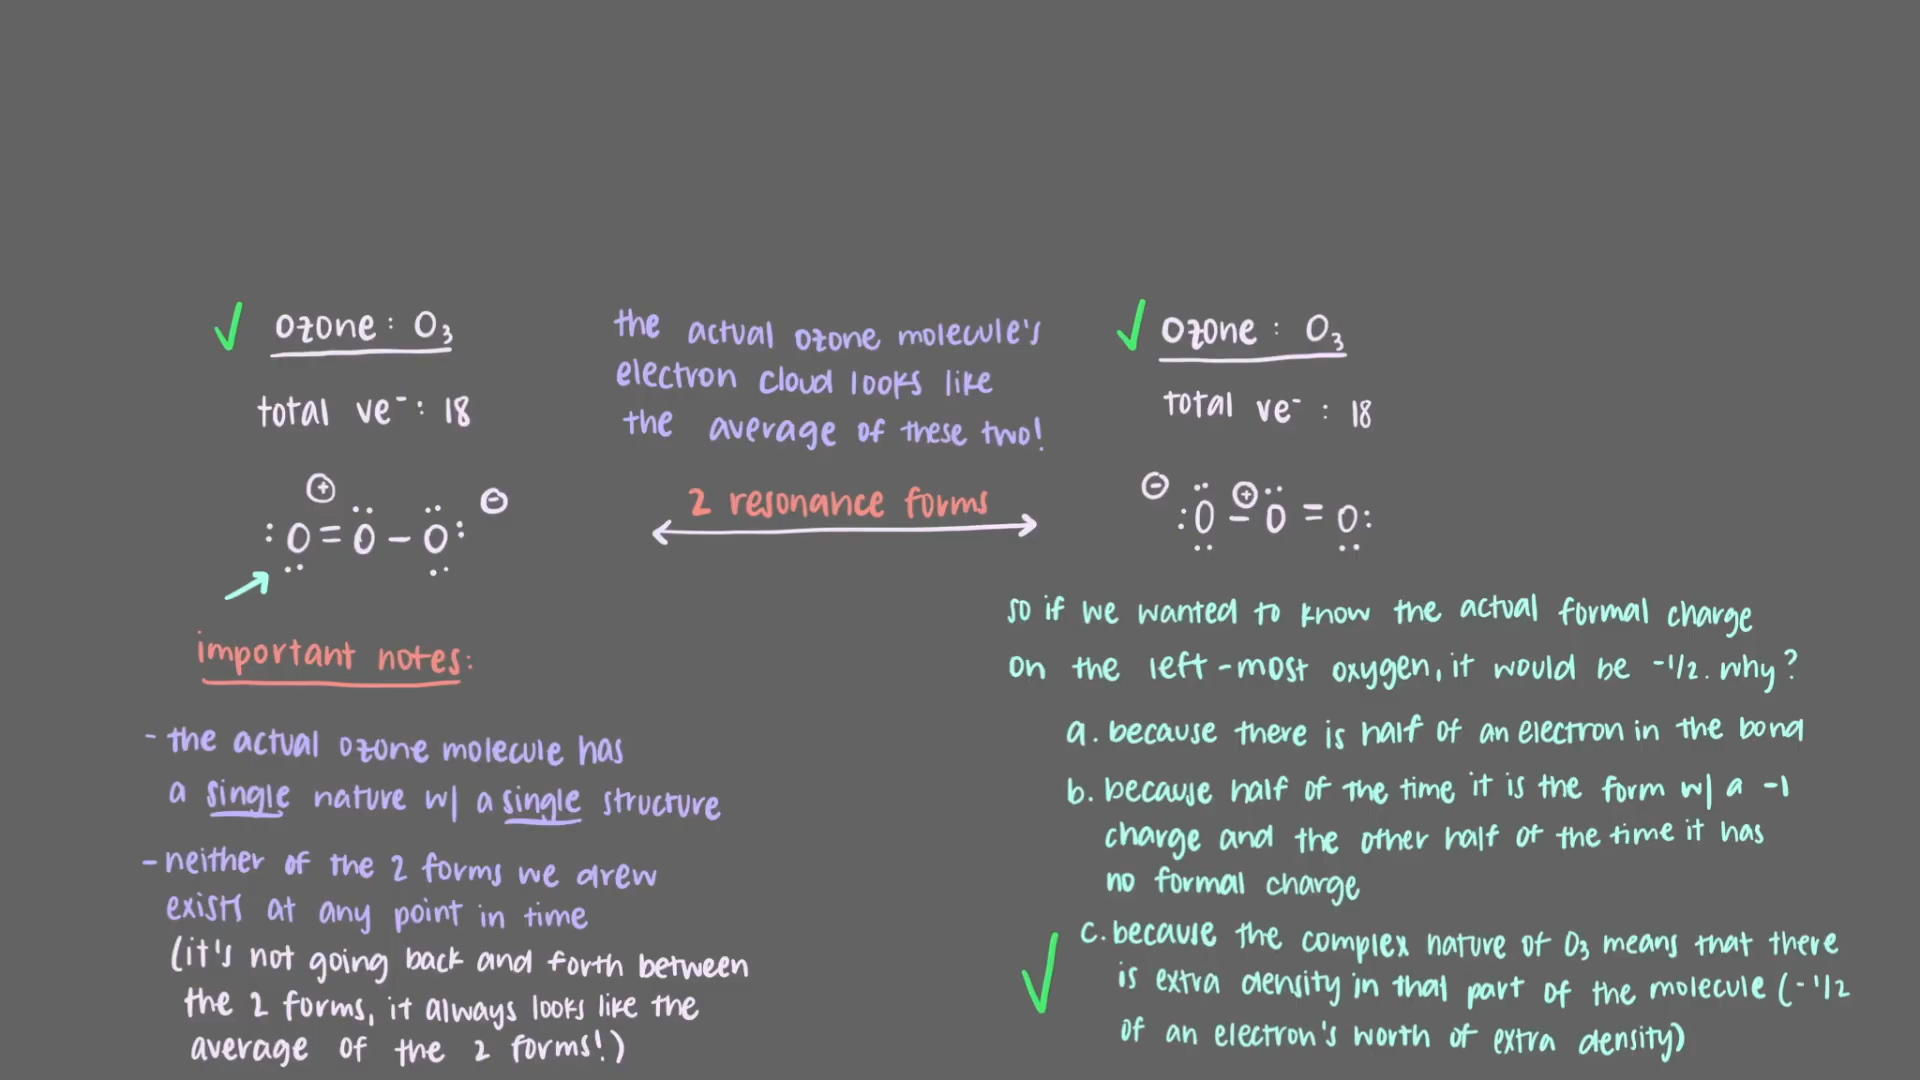 ozone: O₃
total ve⁻: 18
⊕ ⊖
:O=O-O:
the actual ozone molecule's
electron cloud looks like
the average of these two!
2 resonance forms
ozone: O₃
total ve⁻: 18
⊖ ⊕
:O-O=O:
important notes:
- the actual ozone molecule has
a single nature w/ a single structure
- neither of the 2 forms we drew
exists at any point in time
(it's not going back and forth between
the 2 forms, it always looks like the
average of the 2 forms!)
so if we wanted to know the actual formal charge
on the left-most oxygen, it would be -1/2. why?
a. because there is half of an electron in the bond
b. because half of the time it is the form w/ a -1
charge and the other half of the time it has
no formal charge
c. because the complex nature of O₃ means that there
is extra density in that part of the molecule (-1/2
of an electron's worth of extra density)